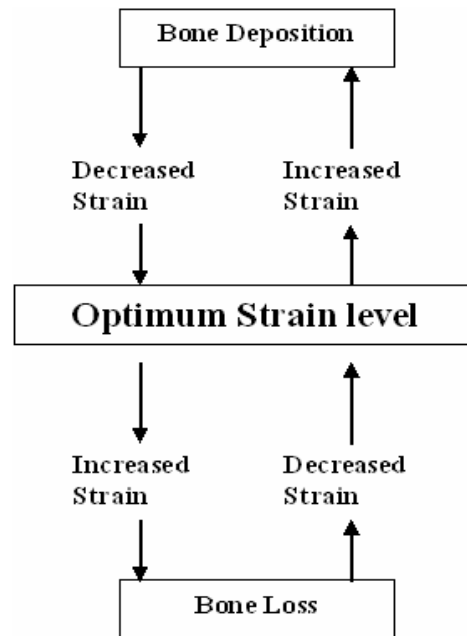 Bone Deposition
Decreased
Strain
Increased
Strain
Optimum Strain level
Increased
Strain
Decreased
Strain
Bone Loss